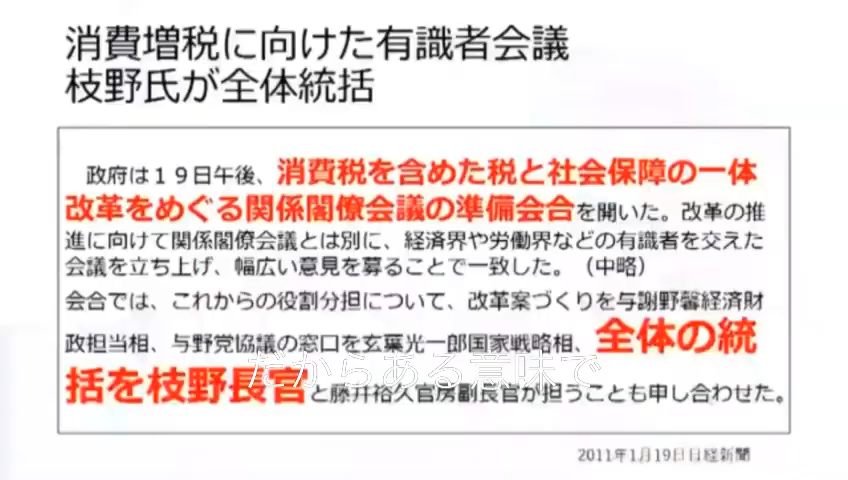 消費増税に向けた有識者会議
枝野氏が全体統括
政府は19日午後、消費税を含めた税と社会保障の一体
改革をめぐる関係閣僚会議の準備会合を開いた。改革の推
進に向けて関係閣僚会議とは別に、経済界や労働界などの有識者を交えた
会議を立ち上げ、幅広い意見を募ることで一致した。（中略）
会合では、これからの役割分担について、改革案づくりを与謝野馨経済財
政担当相、与野党協議の窓口を玄葉光一郎国家戦略相、全体の統
括を枝野長官と藤井裕久官房副長官が担うことも申し合わせた。
だからある意味で
2011年1月19日日経新聞